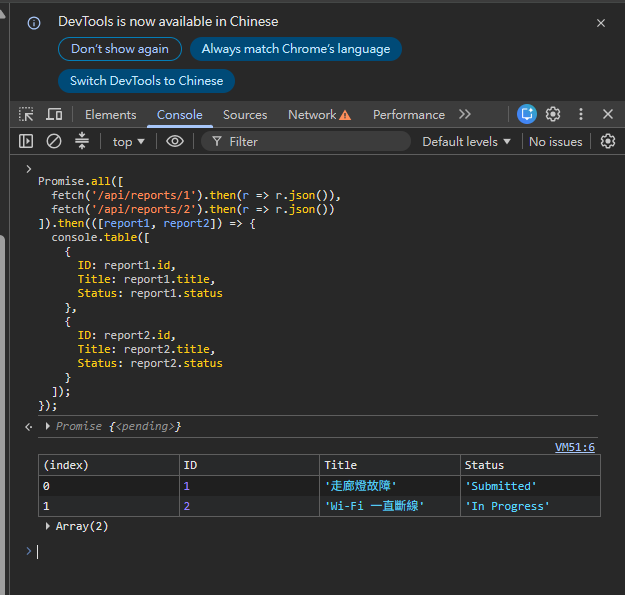 DevTools is now available in Chinese
Don't show again
Always match Chrome's language
Switch DevTools to Chinese
Elements Console Sources Network Performance
top Filter Default levels No issues
Promise.all([
  fetch('/api/reports/1').then(r => r.json()),
  fetch('/api/reports/2').then(r => r.json())
]).then(([report1, report2]) => {
  console.table([
    {
      ID: report1.id,
      Title: report1.title,
      Status: report1.status
    },
    {
      ID: report2.id,
      Title: report2.title,
      Status: report2.status
    }
  ]);
});
Promise {<pending>}
VM51:6
(index) ID Title Status
0 1 '走廊燈故障' 'Submitted'
1 2 'Wi-Fi 一直斷線' 'In Progress'
Array(2)